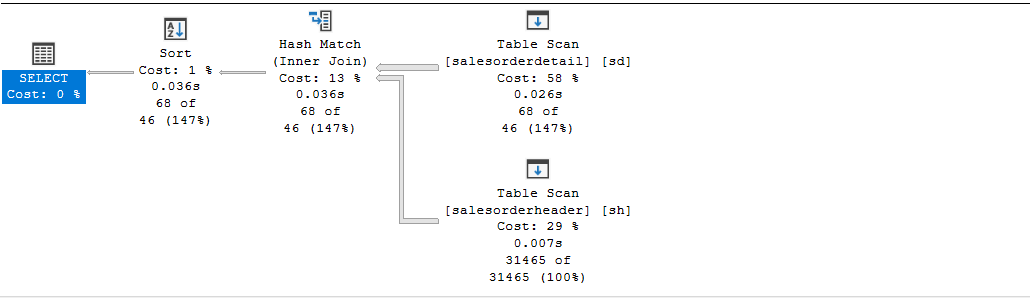 SELECT
Cost: 0 %
Sort
Cost: 1 %
0.036s
68 of
46 (147%)
Hash Match
(Inner Join)
Cost: 13 %
0.036s
68 of
46 (147%)
Table Scan
[salesorderdetail] [sd]
Cost: 58 %
0.026s
68 of
46 (147%)
Table Scan
[salesorderheader] [sh]
Cost: 29 %
0.007s
31465 of
31465 (100%)